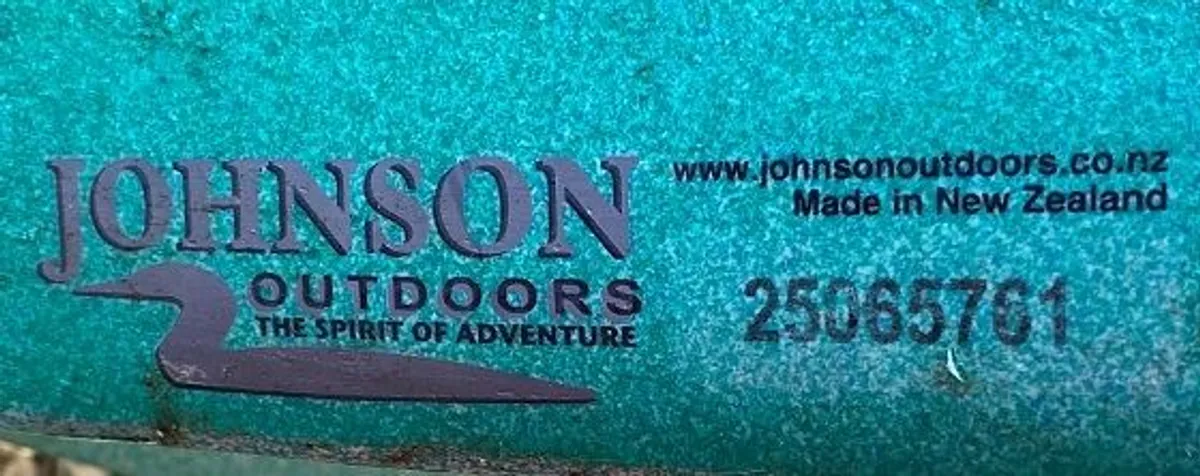 JOHNSON
OUTDOORS
THE SPIRIT OF ADVENTURE
www.johnsonoutdoors.co.nz
Made in New Zealand
25065761